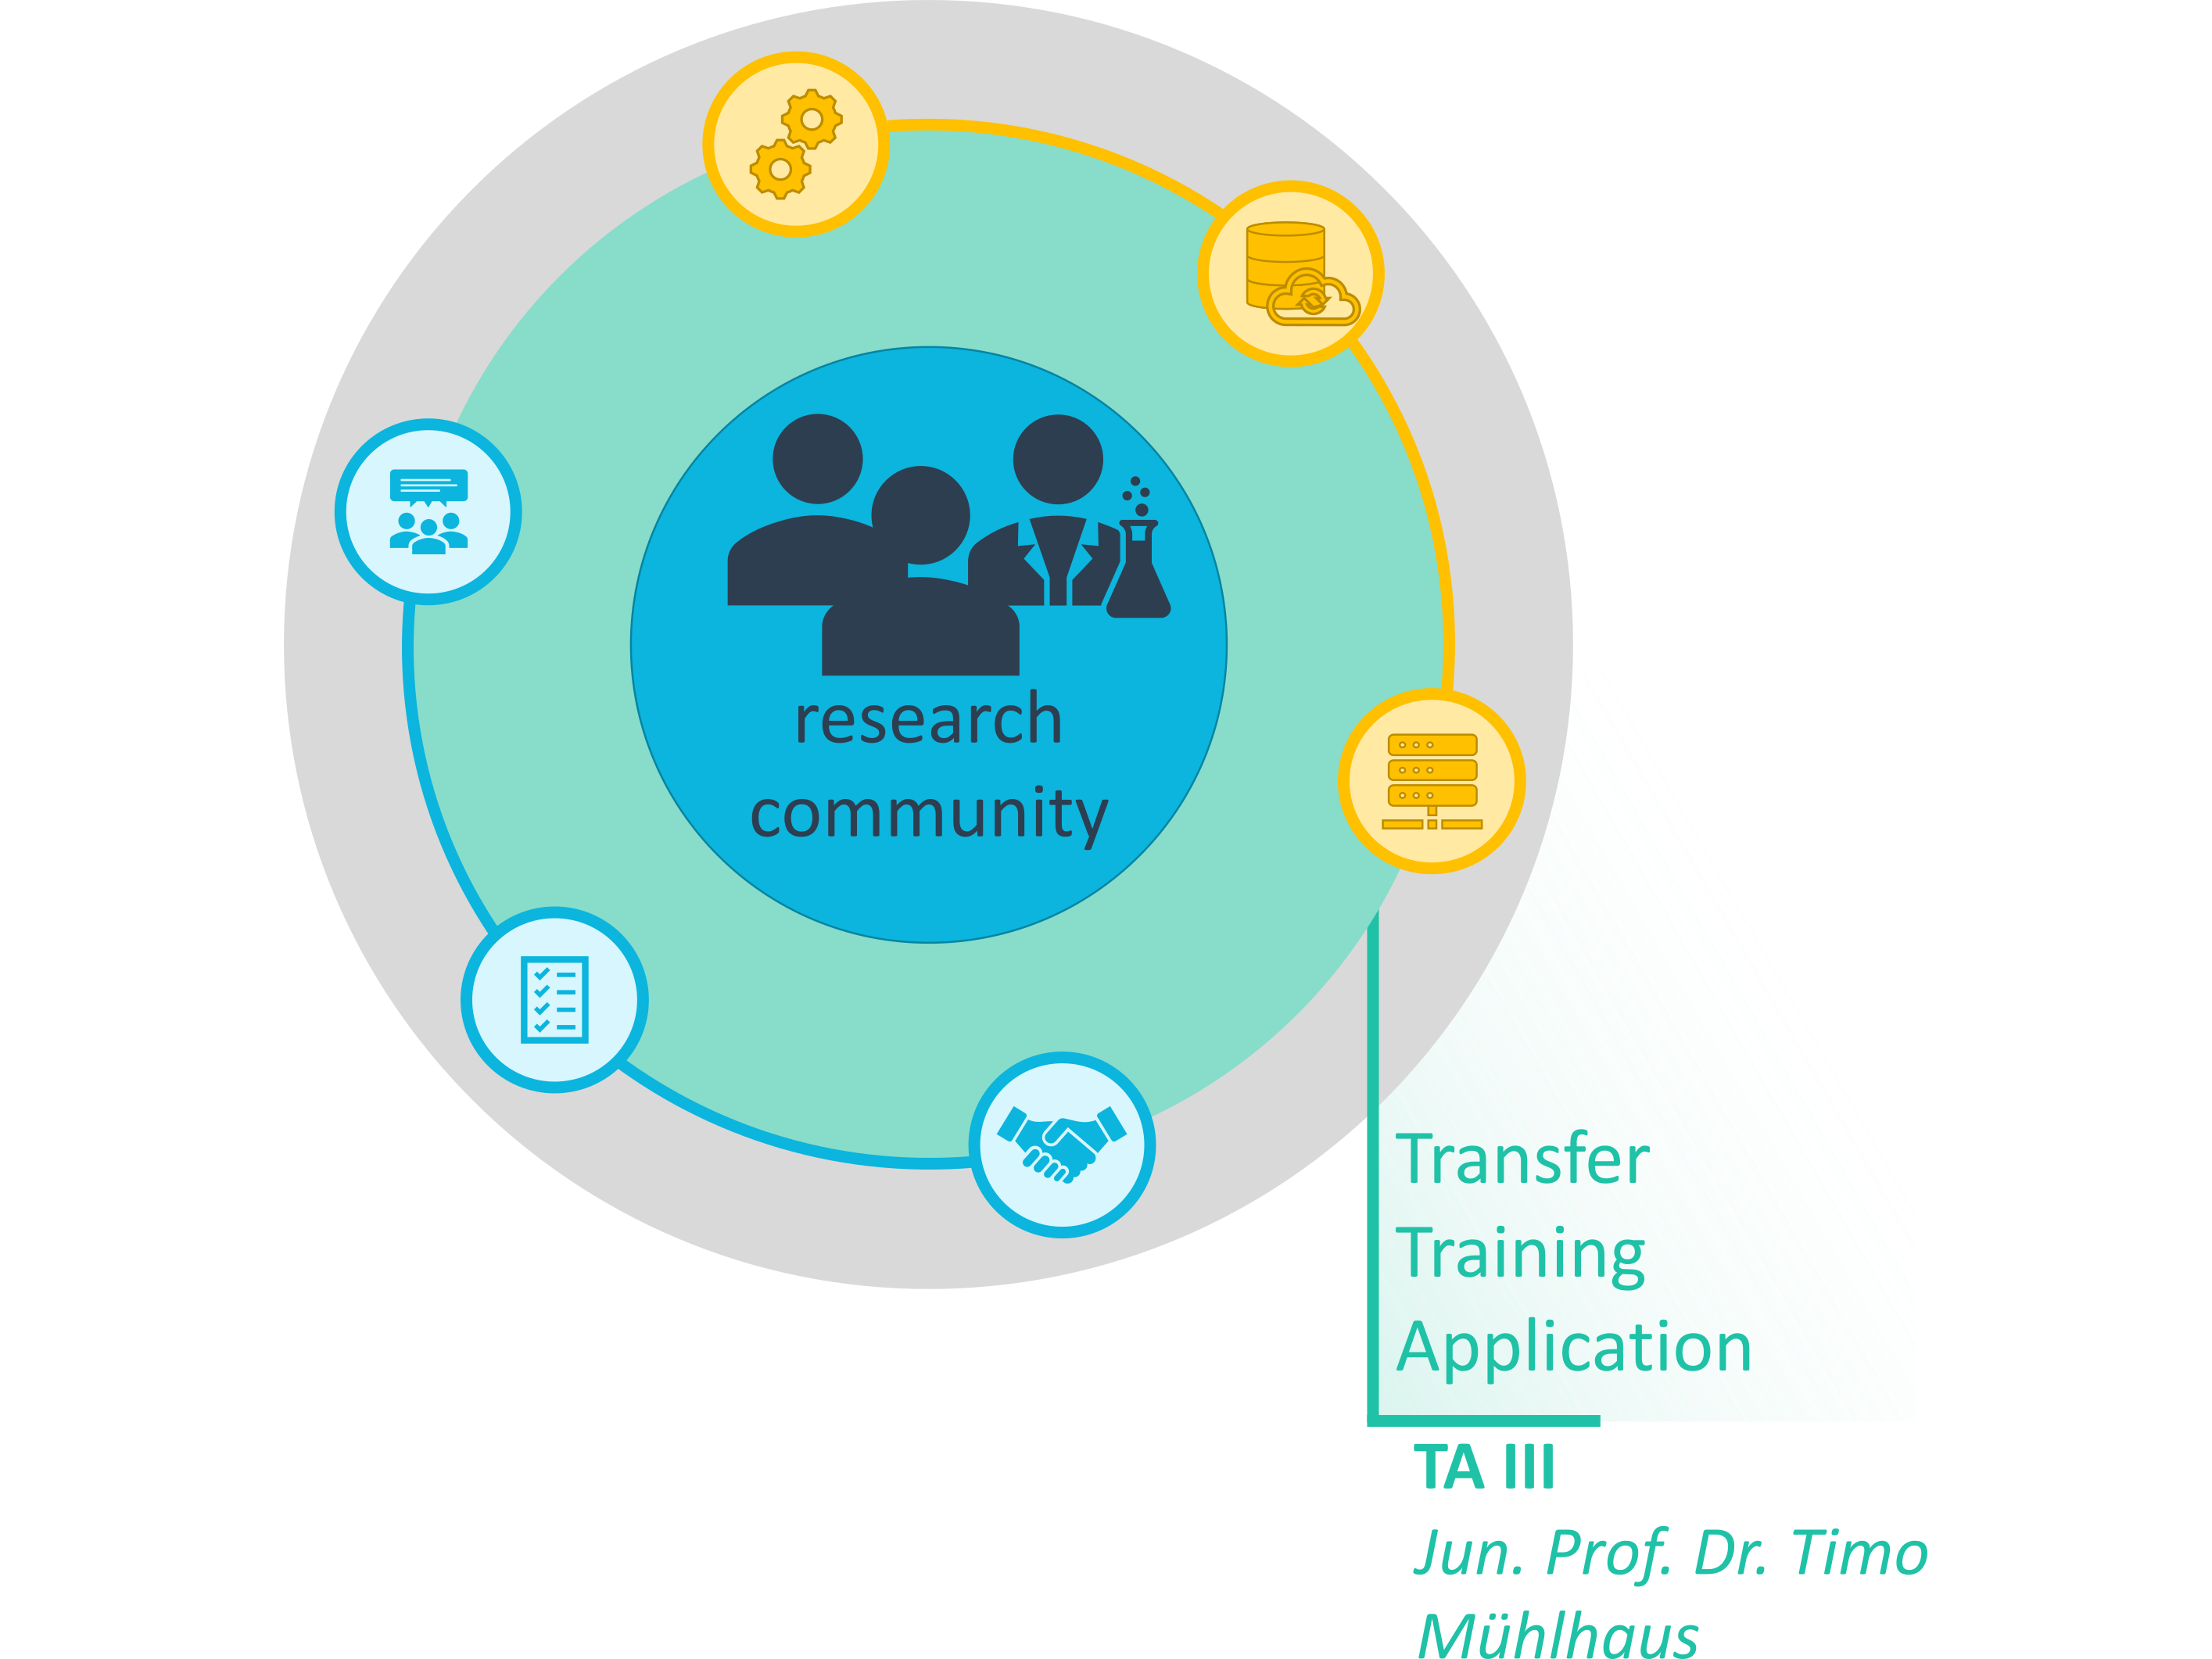 research
community
Transfer
Training
Application
TA III
Jun. Prof. Dr. Timo
Mühlhaus